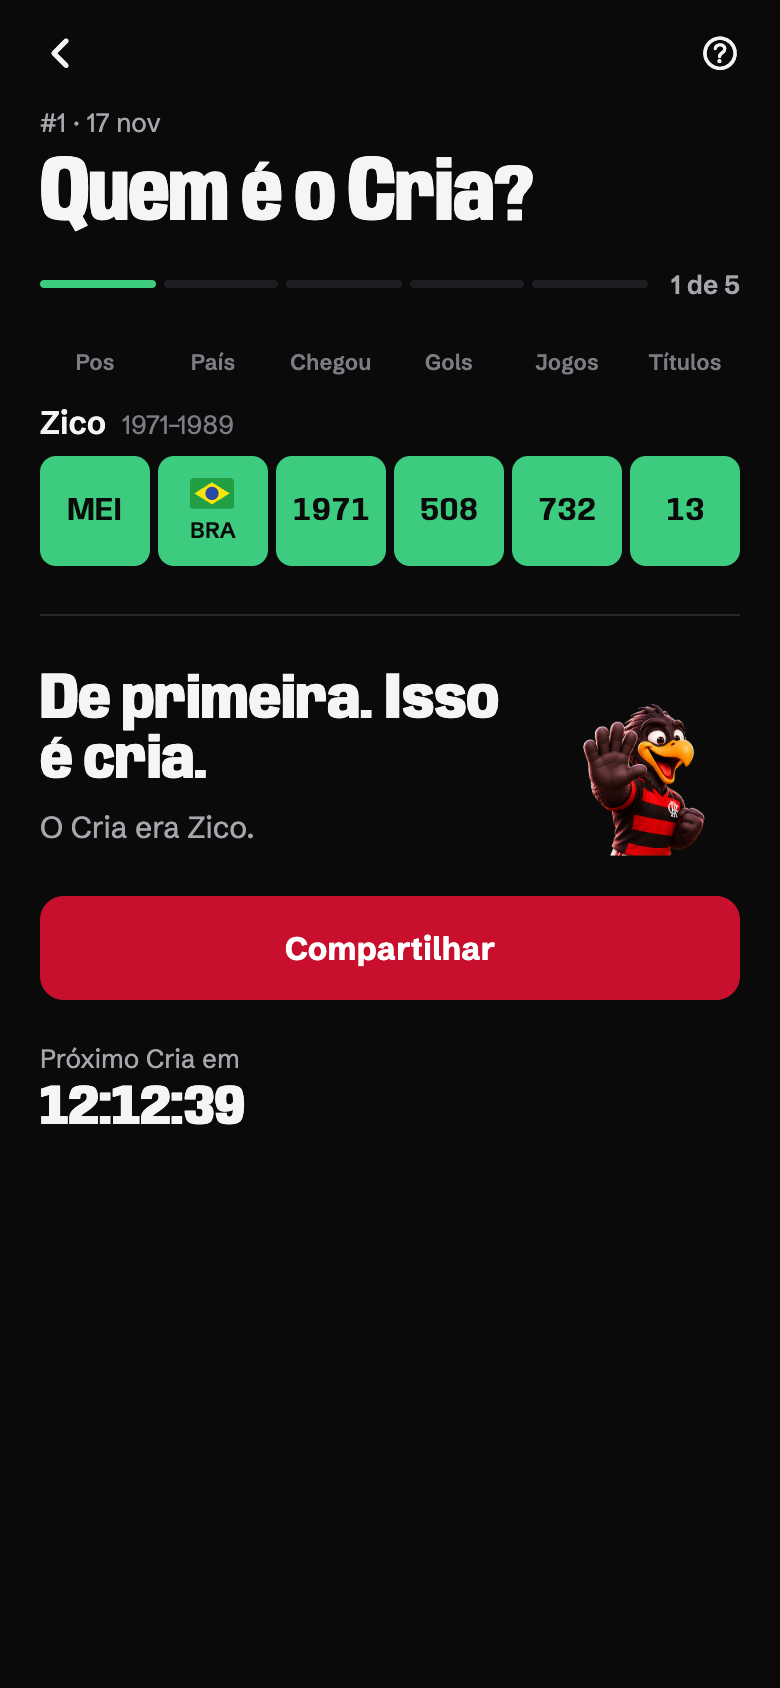 #1 · 17 nov
Quem é o Cria?
1 de 5
Pos País Chegou Gols Jogos Títulos
Zico 1971-1989
MEI BRA 1971 508 732 13
De primeira. Isso
é cria.
O Cria era Zico.
Compartilhar
Próximo Cria em
12:12:39